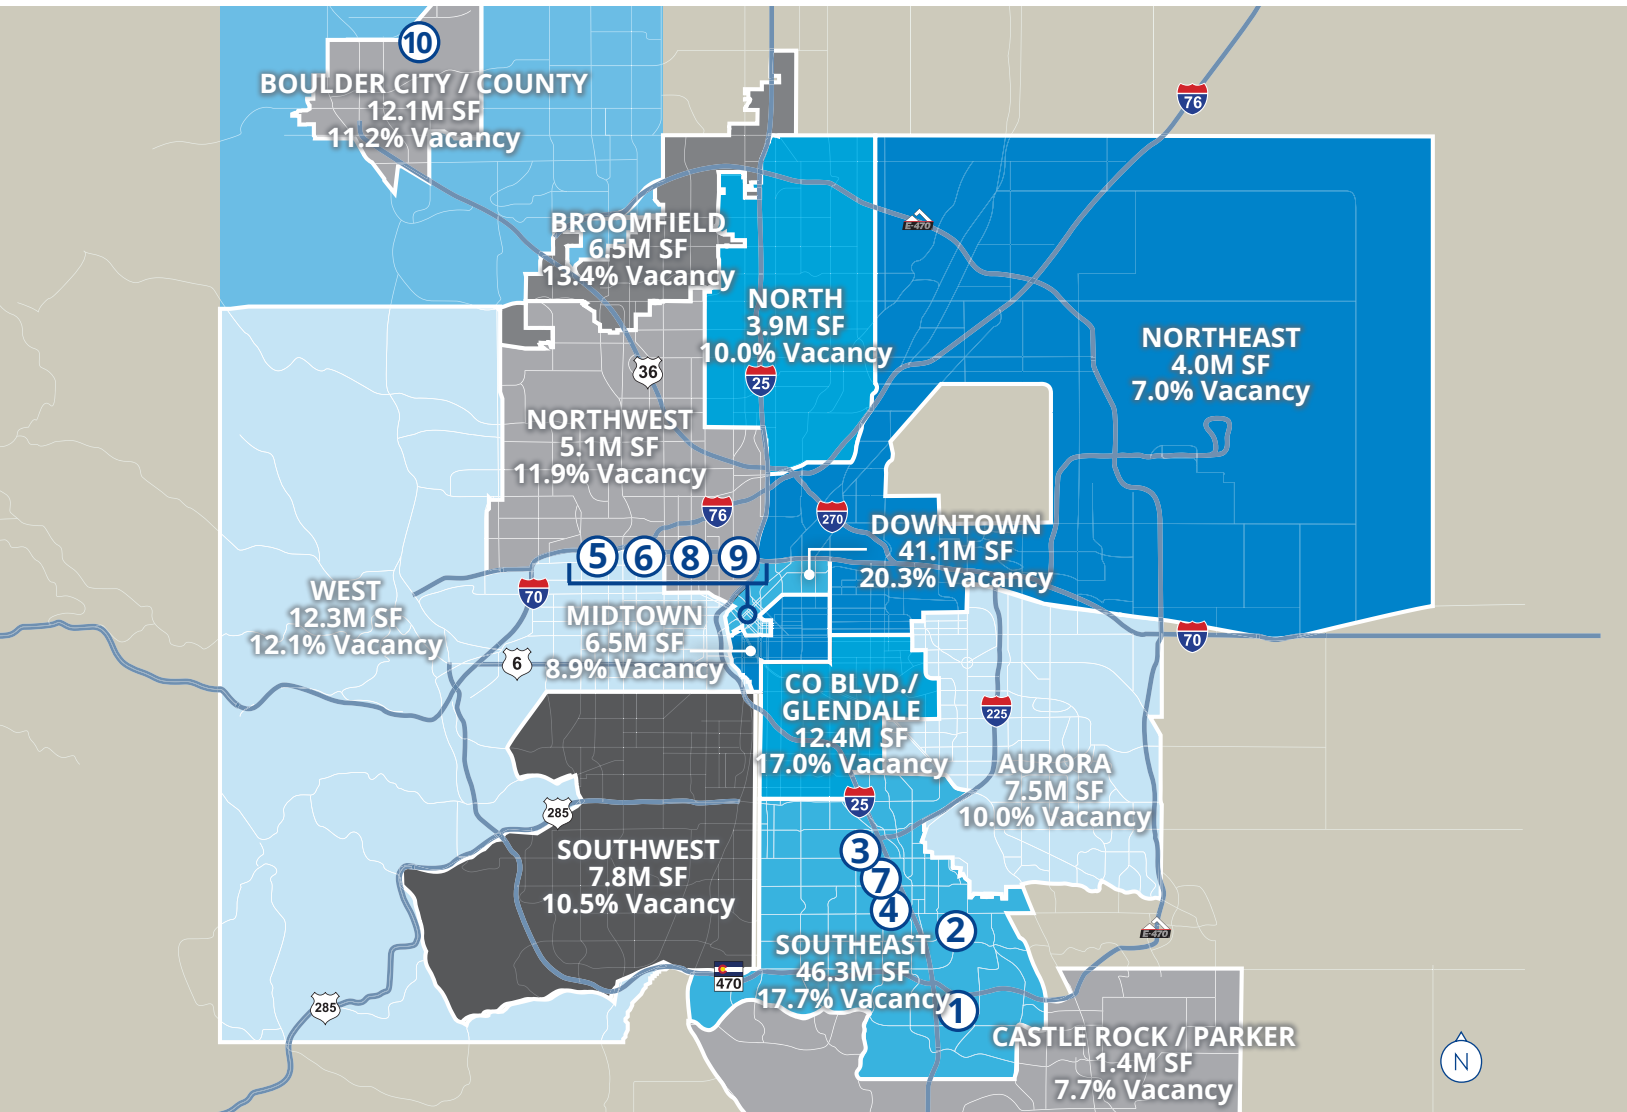 10
BOULDER CITY / COUNTY
12.1M SF
11.2% Vacancy
76
BROOMFIELD
6.5M SF
13.4% Vacancy
E-470
NORTH
3.9M SF
10.0% Vacancy
25
NORTHEAST
4.0M SF
7.0% Vacancy
36
NORTHWEST
5.1M SF
11.9% Vacancy
76
270
DOWNTOWN
41.1M SF
20.3% Vacancy
5 6 8 9
70
WEST
12.3M SF
12.1% Vacancy
MIDTOWN
6.5M SF
8.9% Vacancy
6
70
CO BLVD./
GLENDALE
12.4M SF
17.0% Vacancy
225
AURORA
7.5M SF
10.0% Vacancy
25
285
SOUTHWEST
7.8M SF
10.5% Vacancy
3
7
4
2
SOUTHEAST
46.3M SF
17.7% Vacancy
1
E-470
470
285
CASTLE ROCK / PARKER
1.4M SF
7.7% Vacancy
N